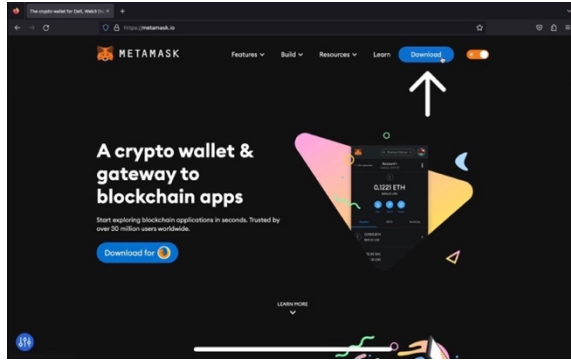 The crypto wallet for Defi, Web3
https://metamask.io
METAMASK
Features
Build
Resources
Learn
Download
A crypto wallet &
gateway to
blockchain apps
Start exploring blockchain applications in seconds. Trusted by
over 30 million users worldwide.
Download for
Account 1
0.1221 ETH
LEARN MORE